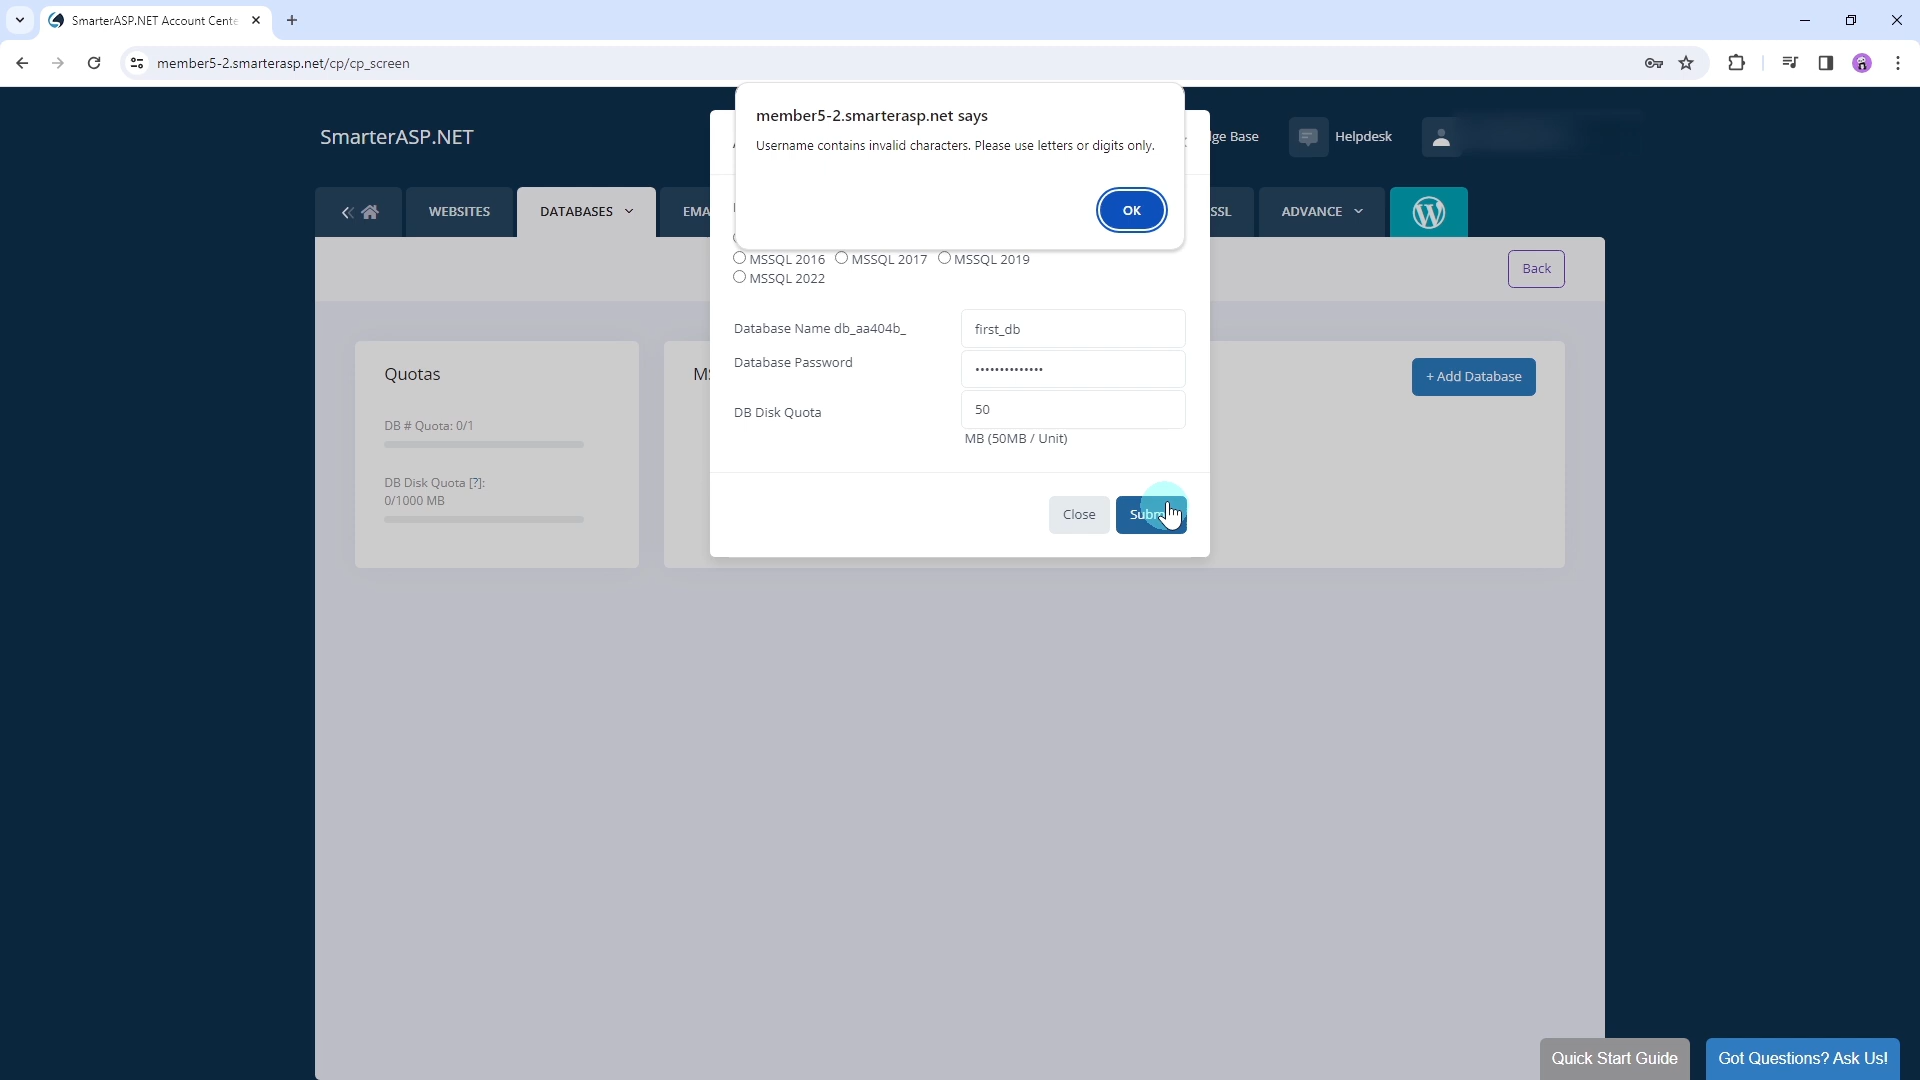 SmarterASP.NET Account Cente
member5-2.smarterasp.net/cp/cp_screen
member5-2.smarterasp.net says
Username contains invalid characters. Please use letters or digits only.
OK
SmarterASP.NET
ge Base
Helpdesk
WEBSITES
DATABASES
EMA
SSL
ADVANCE
Back
MSSQL 2016
MSSQL 2017
MSSQL 2019
MSSQL 2022
Database Name db_aa404b_
first_db
Database Password
DB Disk Quota
50
MB (50MB / Unit)
Close
Subm
Quotas
DB # Quota: 0/1
DB Disk Quota [?]:
0/1000 MB
MS
+ Add Database
Quick Start Guide
Got Questions? Ask Us!